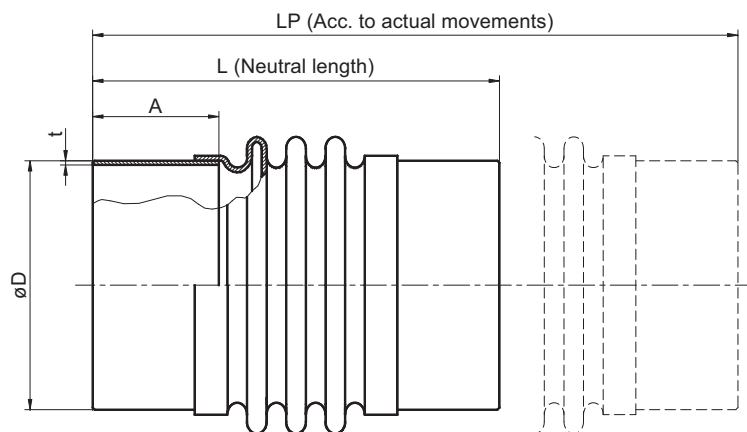 LP (Acc. to actual movements)
L (Neutral length)
A
t
øD